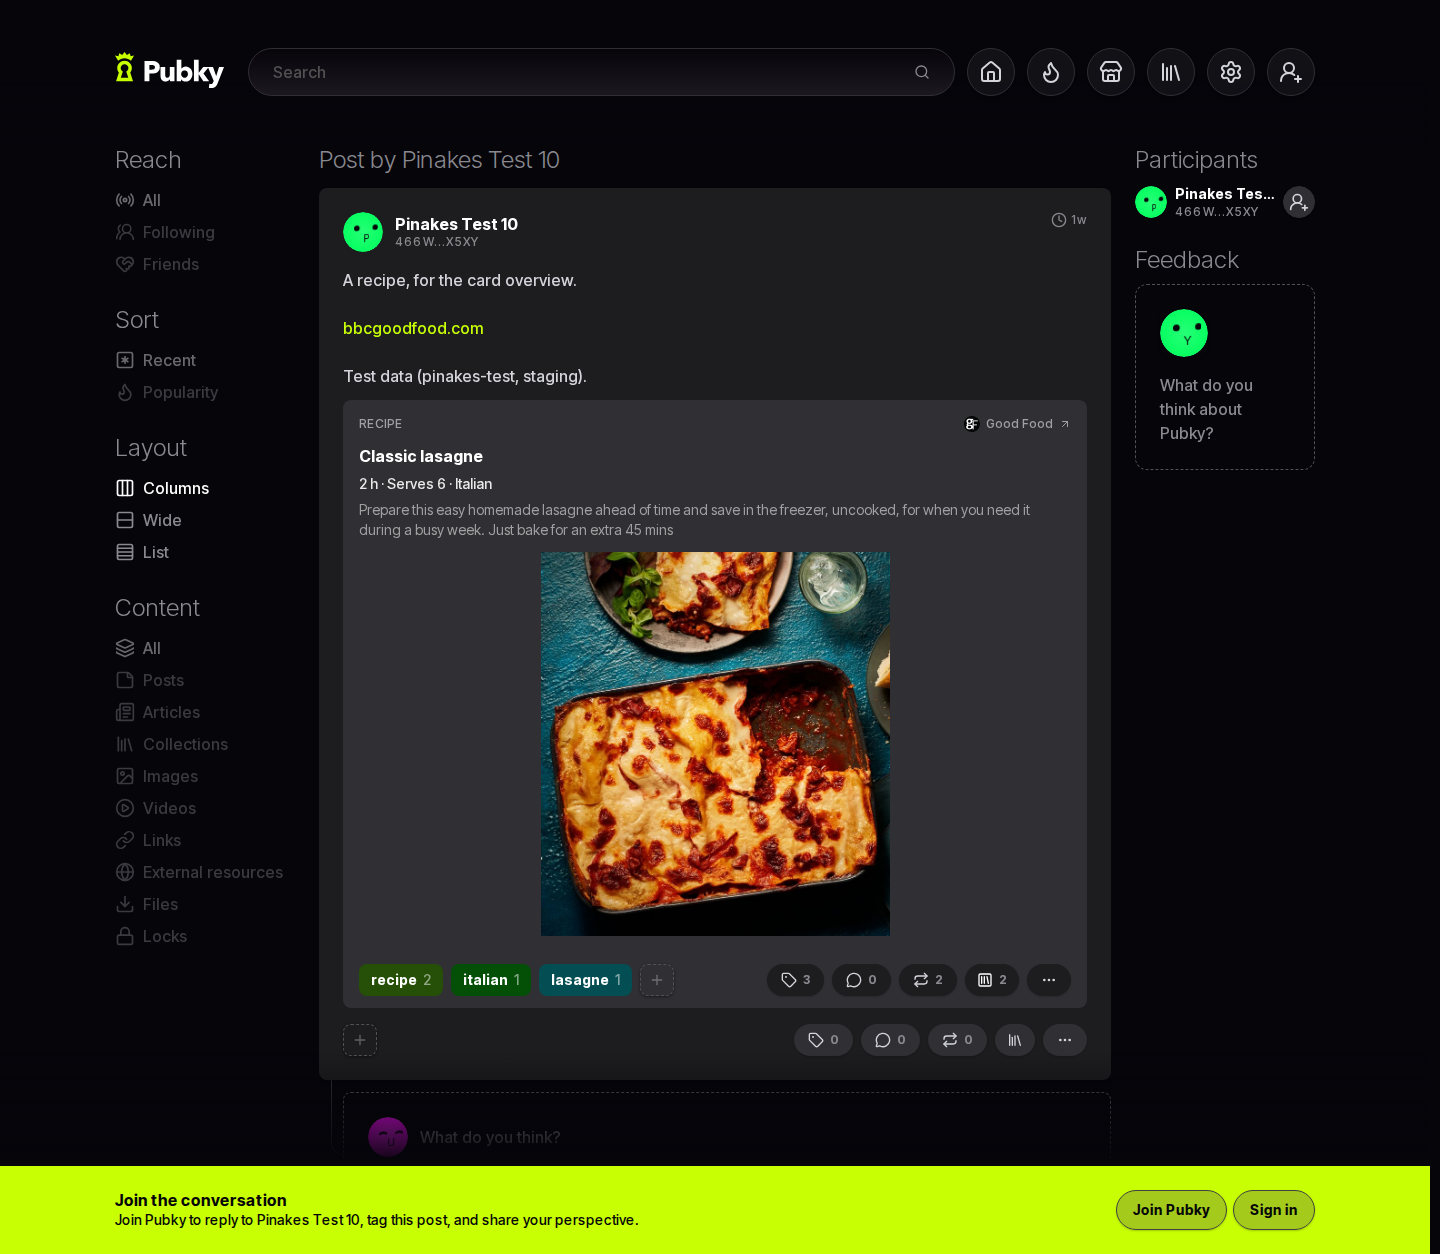 Pubky
Search
Reach
All
Following
Friends
Sort
Recent
Popularity
Layout
Columns
Wide
List
Content
All
Posts
Articles
Collections
Images
Videos
Links
External resources
Files
Locks
Post by Pinakes Test 10
P
Pinakes Test 10
466W...X5XY
1w
A recipe, for the card overview.
bbcgoodfood.com
Test data (pinakes-test, staging).
RECIPE
gF Good Food
Classic lasagne
2 h · Serves 6 · Italian
Prepare this easy homemade lasagne ahead of time and save in the freezer, uncooked, for when you need it
during a busy week. Just bake for an extra 45 mins
recipe 2 italian 1 lasagne 1 + 3 0 2 2
+ 0 0 0
U
What do you think?
Participants
P
Pinakes Tes...
466W...X5XY
Feedback
Y
What do you
think about
Pubky?
Join the conversation
Join Pubky to reply to Pinakes Test 10, tag this post, and share your perspective.
Join Pubky Sign in